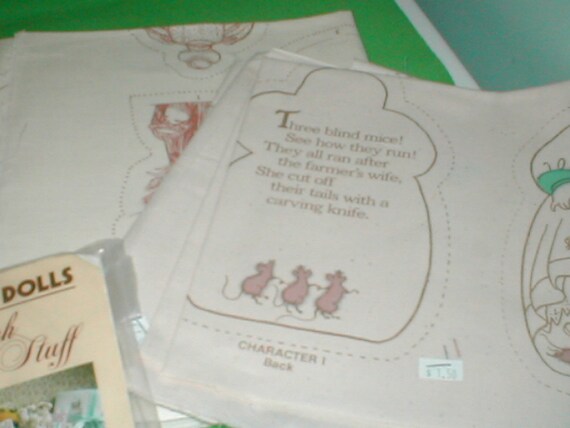 Three blind mice!
See how they run!
They all ran after
the farmer's wife,
She cut off
their tails with a
carving knife.
CHARACTER I
Back
DOLLS
Stuff